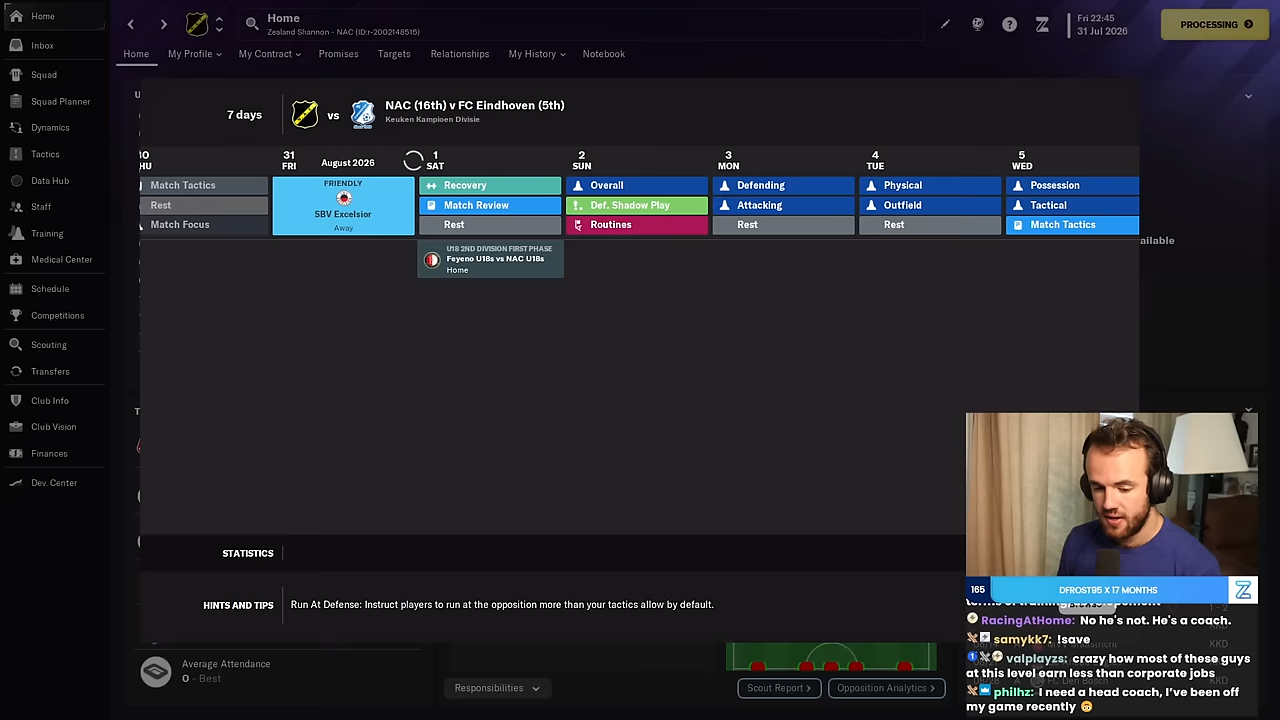 Home
Home
Zealand Shannon - NAC (ID:r-2002148515)
Fri 22:45
31 Jul 2026
PROCESSING
Inbox
Squad
Squad Planner
Dynamics
Tactics
Data Hub
Staff
Training
Medical Center
Schedule
Competitions
Scouting
Transfers
Club Info
Club Vision
Finances
Dev. Center
Home
My Profile
My Contract
Promises
Targets
Relationships
My History
Notebook
7 days
vs
NAC (16th) v FC Eindhoven (5th)
Keuken Kampioen Divisie
31
FRI
August 2026
1
SAT
2
SUN
3
MON
4
TUE
5
WED
Match Tactics
Rest
Match Focus
FRIENDLY
SBV Excelsior
Away
Recovery
Match Review
Rest
Overall
Def. Shadow Play
Routines
Defending
Attacking
Rest
Physical
Outfield
Rest
Possession
Tactical
Match Tactics
U18 2ND DIVISION FIRST PHASE
Feyeno U18s vs NAC U18s
Home
ailable
STATISTICS
HINTS AND TIPS
Run At Defense: Instruct players to run at the opposition more than your tactics allow by default.
Average Attendance
0 - Best
Responsibilities
Scout Report
Opposition Analytics
165
DFROST95 X 17 MONTHS
RacingAtHome: No he's not. He's a coach.
samykk7: !save
valplayzs: crazy how most of these guys
at this level earn less than corporate jobs
philhz: I need a head coach, I've been off
my game recently 🙃